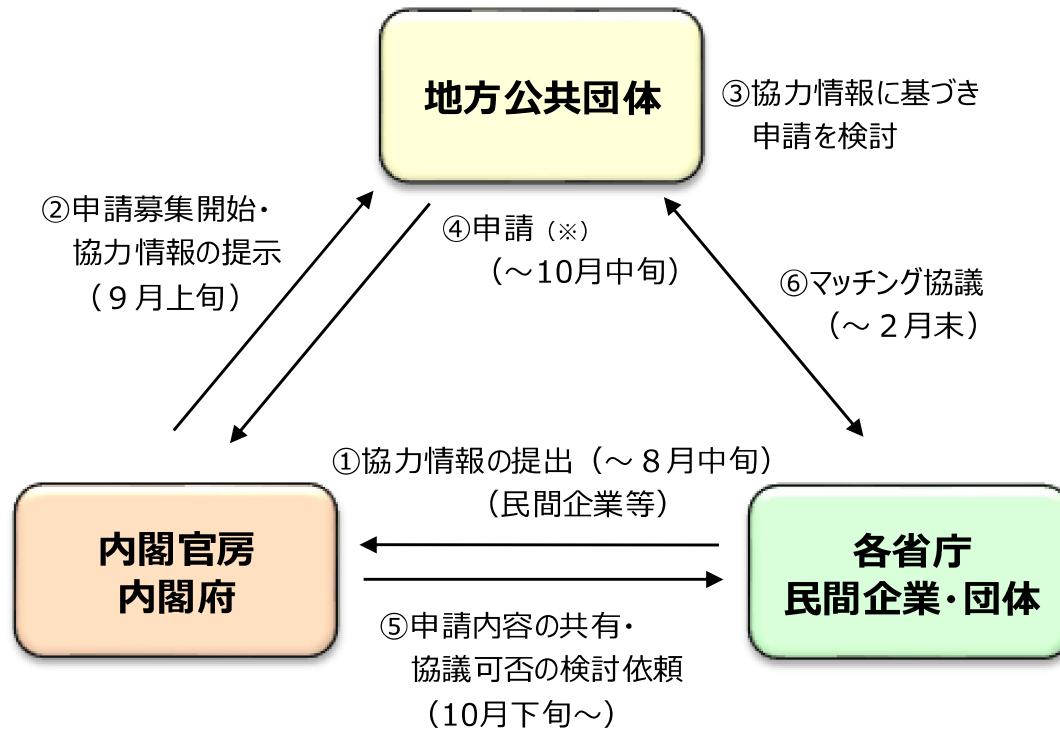 地方公共団体
③協力情報に基づき
申請を検討
②申請募集開始・
協力情報の提示
（９月上旬）
④申請（※）
（～10月中旬）
⑥マッチング協議
（～２月末）
①協力情報の提出（～８月中旬）
（民間企業等）
内閣官房
内閣府
各省庁
民間企業・団体
⑤申請内容の共有・
協議可否の検討依頼
（10月下旬～）